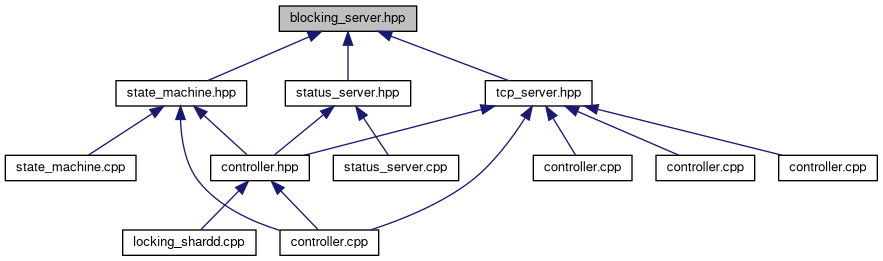 blocking_server.hpp
state_machine.hpp
status_server.hpp
tcp_server.hpp
state_machine.cpp
controller.hpp
status_server.cpp
controller.cpp
controller.cpp
controller.cpp
locking_shardd.cpp
controller.cpp